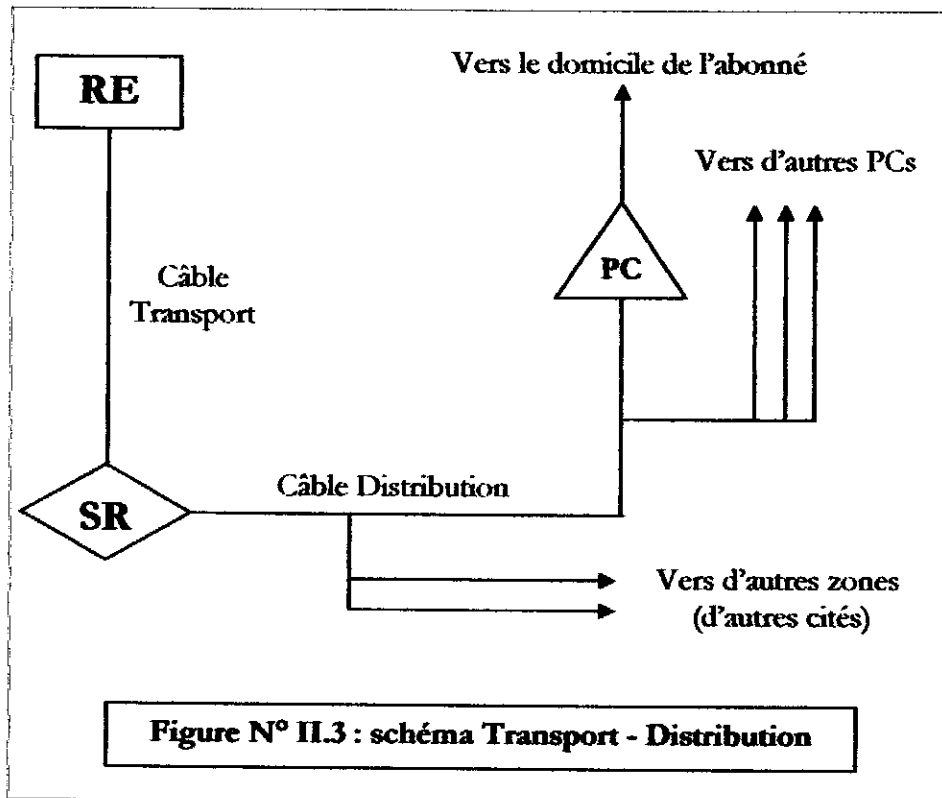 RE
Vers le domicile de l'abonné
Vers d'autres PCs
PC
Câble
Transport
Câble Distribution
SR
Vers d'autres zones
(d'autres cités)
Figure N° II.3 : schéma Transport - Distribution